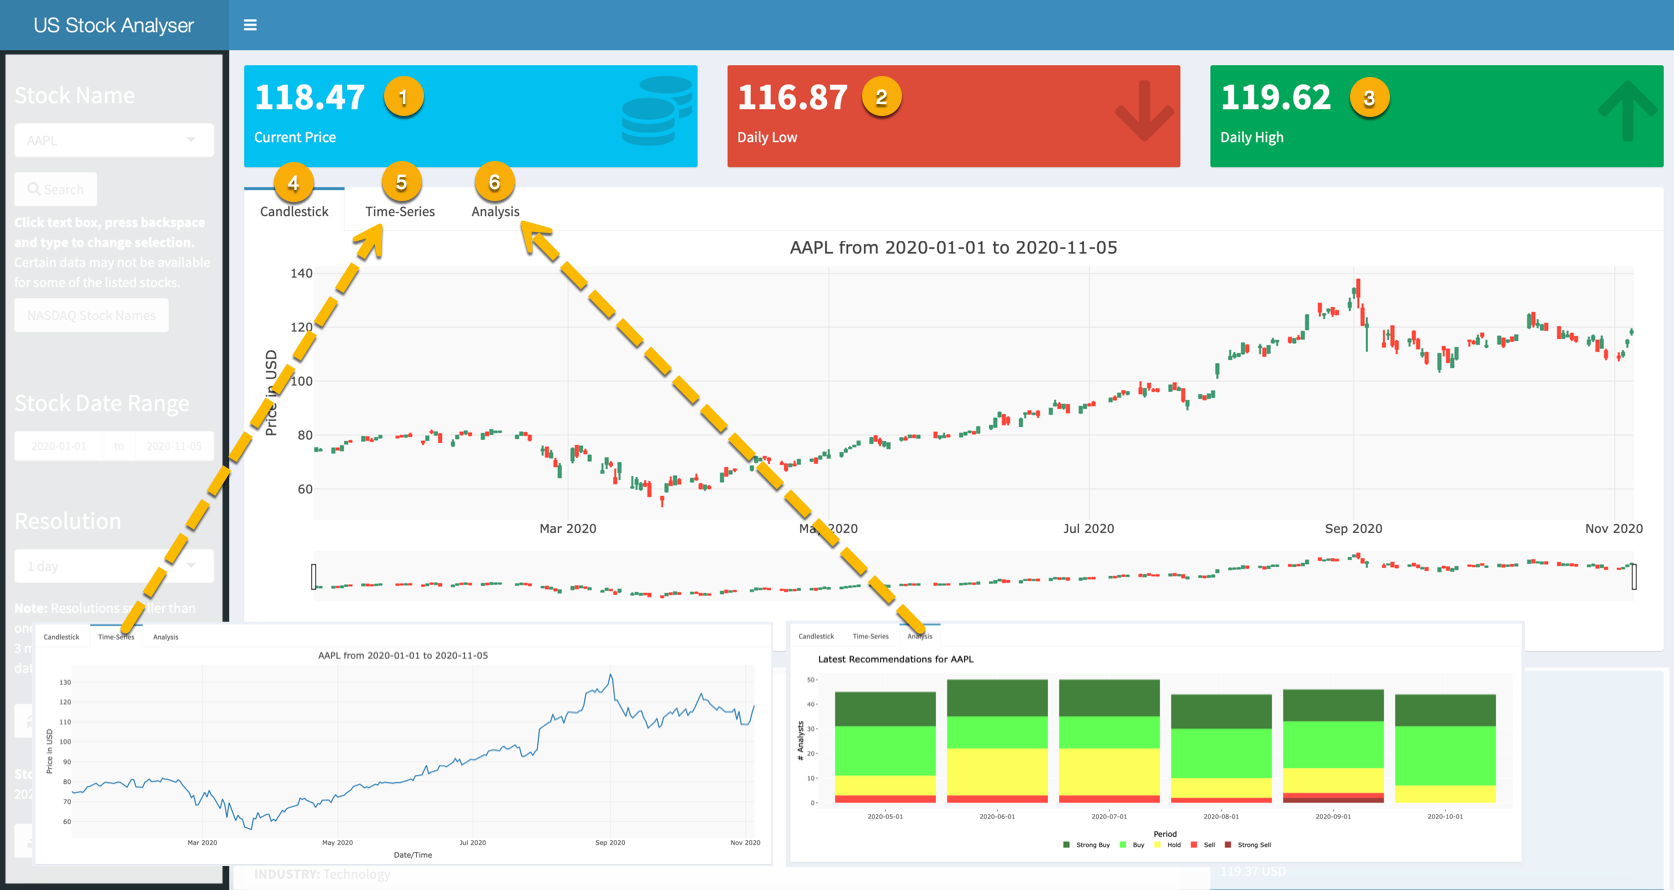 US Stock Analyser
Stock Name
AAPL
Search
Click text box, press backspace
and type to change selection.
Certain data may not be available
for some of the listed stocks.
NASDAQ Stock Names
Stock Date Range
2020-01-01 to 2020-11-05
Resolution
1 day
Note: Resolutions than
118.47 1
Current Price
116.87 2
Daily Low
119.62 3
Daily High
4 5 6
Candlestick Time-Series Analysis
AAPL from 2020-01-01 to 2020-11-05
Price in USD
140
120
100
80
60
Mar 2020 May 2020 Jul 2020 Sep 2020 Nov 2020
Candlestick Time-Series Analysis
AAPL from 2020-01-01 to 2020-11-05
Price in USD
130
120
110
100
90
80
70
60
Mar 2020 May 2020 Jul 2020 Sep 2020 Nov 2020
Date/Time
Candlestick Time-Series Analysis
Latest Recommendations for AAPL
# Analysts
50
40
30
20
10
0
2020-05-01 2020-06-01 2020-07-01 2020-08-01 2020-09-01 2020-10-01
Period
Strong Buy Buy Hold Sell Strong Sell
INDUSTRY: Technology
119.37 USD